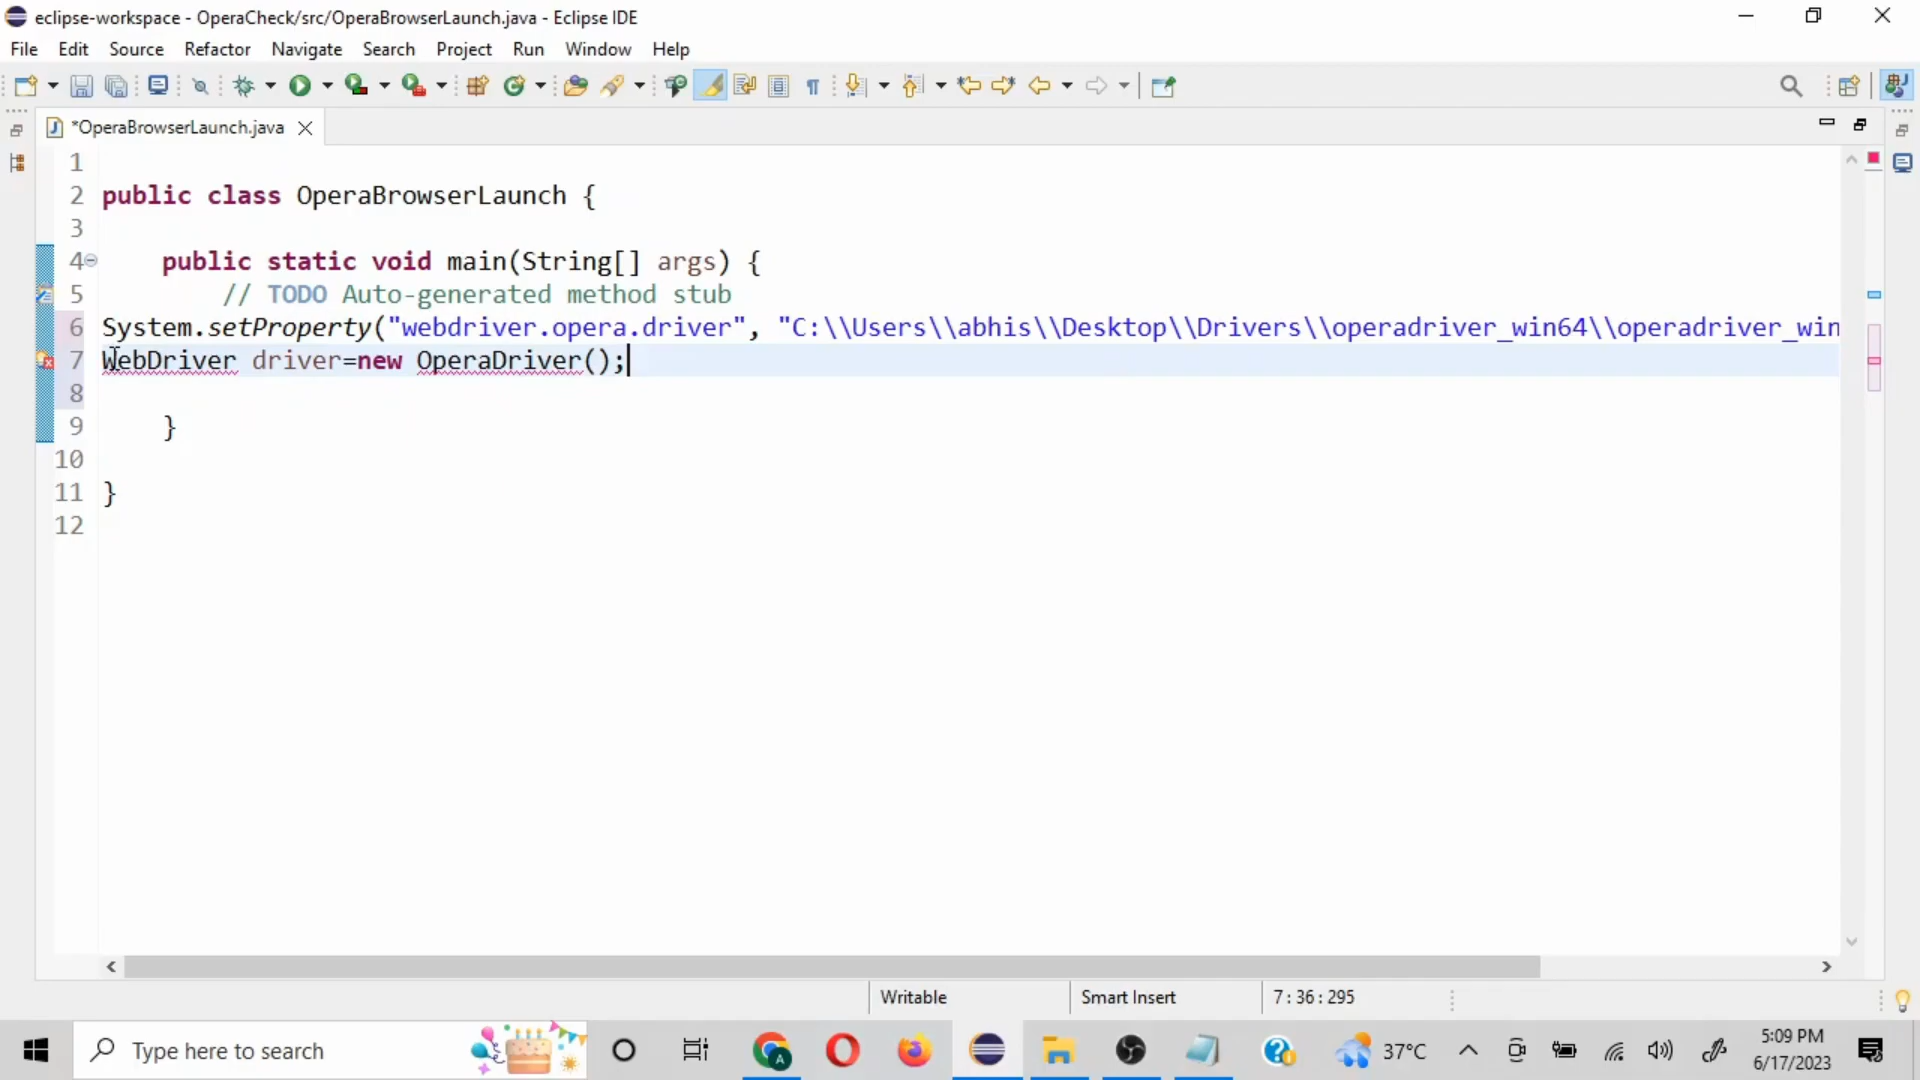 eclipse-workspace - OperaCheck/src/OperaBrowserLaunch.java - Eclipse IDE
File Edit Source Refactor Navigate Search Project Run Window Help
*OperaBrowserLaunch.java
1
2 public class OperaBrowserLaunch {
3
4 public static void main(String[] args) {
5 // TODO Auto-generated method stub
6 System.setProperty("webdriver.opera.driver", "C:\\Users\\abhis\\Desktop\\Drivers\\operadriver_win64\\operadriver_win
7 WebDriver driver=new OperaDriver();
8
9 }
10
11 }
12
Writable Smart Insert 7 : 36 : 295
Type here to search 37°C 5:09 PM
6/17/2023